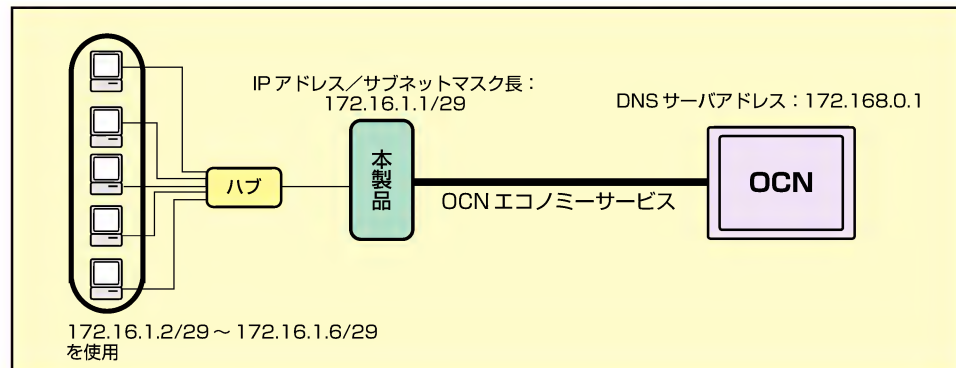 IPアドレス/サブネットマスク長:
172.16.1.1/29
DNSサーバアドレス:172.168.0.1
本製品
ハブ
OCN
OCNエコノミーサービス
172.16.1.2/29~172.16.1.6/29
を使用